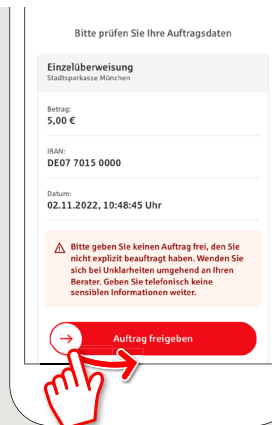 Bitte prüfen Sie Ihre Auftragsdaten
Einzelüberweisung
Stadtsparkasse München
Betrag:
5,00 €
IBAN:
DE07 7015 0000
Datum:
02.11.2022, 10:48:45 Uhr
Bitte geben Sie keinen Auftrag frei, den Sie
nicht explizit beauftragt haben. Wenden Sie
sich bei Unklarheiten umgehend an Ihren
Berater. Geben Sie telefonisch keine
sensiblen Informationen weiter.
Auftrag freigeben